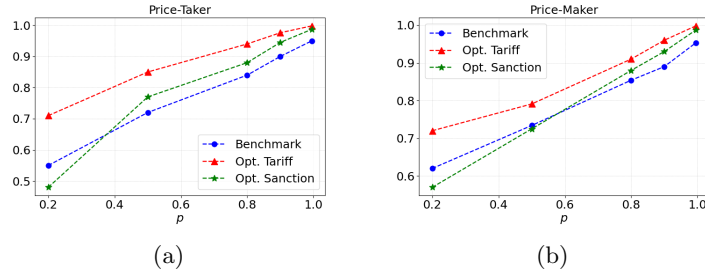 Price-Taker
1.0
0.9
0.8
0.7
0.6
0.5
Benchmark
Opt. Tariff
Opt. Sanction
0.2
0.4
0.6
0.8
1.0
p
(a)
Price-Maker
1.0
0.9
0.8
0.7
0.6
Benchmark
Opt. Tariff
Opt. Sanction
0.2
0.4
0.6
0.8
1.0
p
(b)